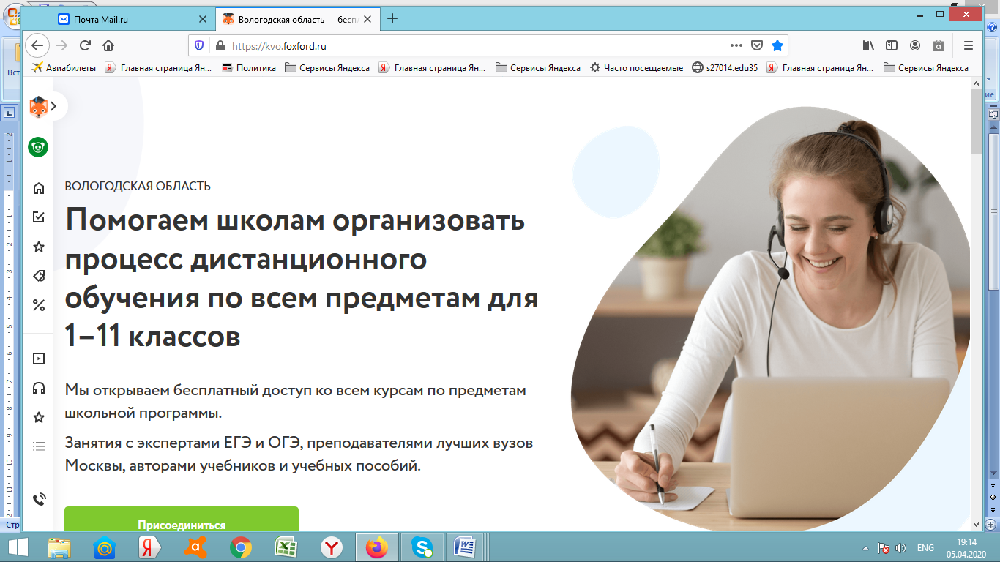 Почта Mail.ru
Вологодская область — бесп
https://kvo.foxford.ru
Авиабилеты
Главная страница Ян...
Политика
Сервисы Яндекса
Главная страница Ян...
Сервисы Яндекса
Часто посещаемые
s27014.edu35
Главная страница Ян...
Сервисы Яндекса
ВОЛОГОДСКАЯ ОБЛАСТЬ
Помогаем школам организовать
процесс дистанционного
обучения по всем предметам для
1–11 классов
Мы открываем бесплатный доступ ко всем курсам по предметам
школьной программы.
Занятия с экспертами ЕГЭ и ОГЭ, преподавателями лучших вузов
Москвы, авторами учебников и учебных пособий.
Присоединиться
ENG
19:14
05.04.2020